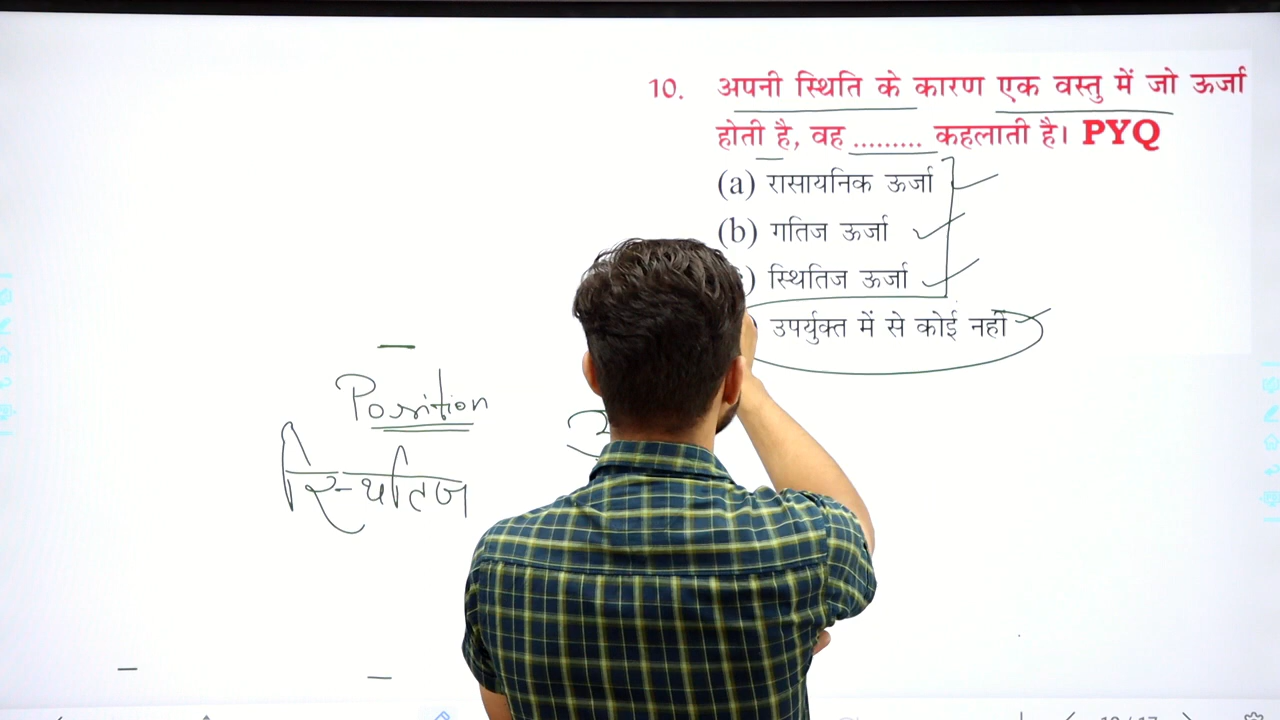 10. अपनी स्थिति के कारण एक वस्तु में जो ऊर्जा
होती है, वह ......... कहलाती है। PYQ
(a) रासायनिक ऊर्जा
(b) गतिज ऊर्जा
) स्थितिज ऊर्जा
) उपर्युक्त में से कोई नहीं
Position
स्थितिज